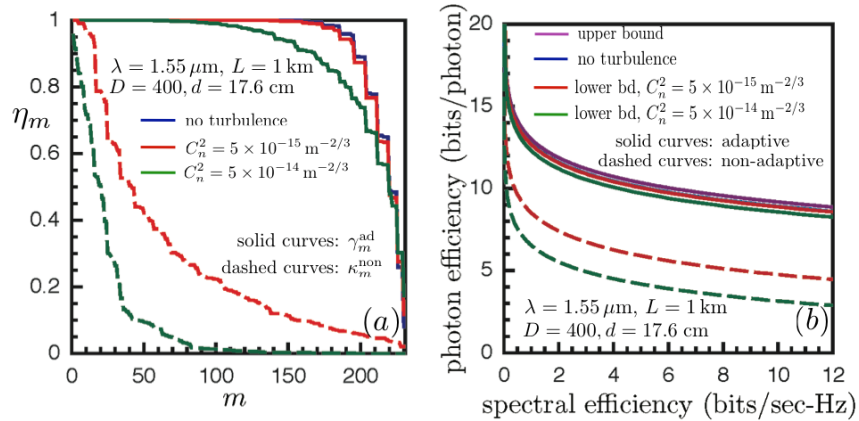 1
0.8
0.6
0.4
0.2
0
η_m
λ = 1.55 μm, L = 1 km
D = 400, d = 17.6 cm
no turbulence
C_n^2 = 5 × 10^{-15} m^{-2/3}
C_n^2 = 5 × 10^{-14} m^{-2/3}
solid curves: γ_m^{ad}
dashed curves: κ_m^{non}
(a)
0 50 100 150 200
m
photon efficiency (bits/photon)
20
15
10
5
0
upper bound
no turbulence
lower bd, C_n^2 = 5 × 10^{-15} m^{-2/3}
lower bd, C_n^2 = 5 × 10^{-14} m^{-2/3}
solid curves: adaptive
dashed curves: non-adaptive
λ = 1.55 μm, L = 1 km
D = 400, d = 17.6 cm
(b)
0 2 4 6 8 10 12
spectral efficiency (bits/sec-Hz)